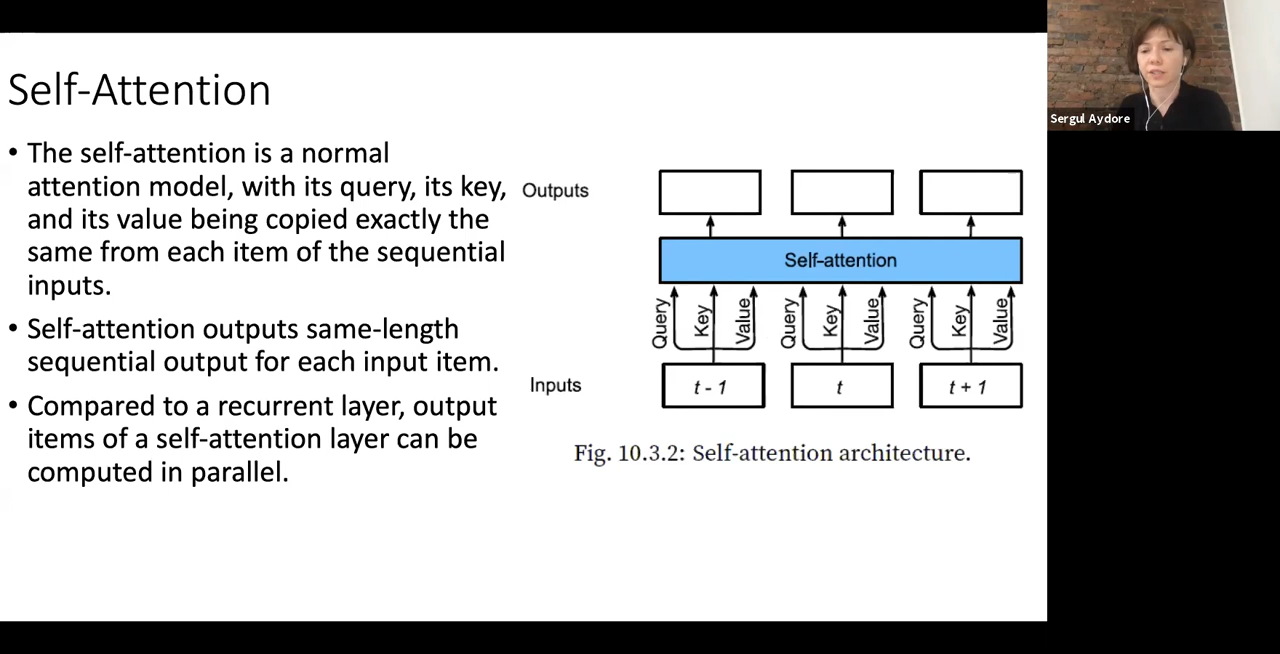 Self-Attention
• The self-attention is a normal
attention model, with its query, its key,
and its value being copied exactly the
same from each item of the sequential
inputs.
• Self-attention outputs same-length
sequential output for each input item.
• Compared to a recurrent layer, output
items of a self-attention layer can be
computed in parallel.
Outputs
Self-attention
Query
Key
Value
Query
Key
Value
Query
Key
Value
Inputs
t - 1
t
t + 1
Fig. 10.3.2: Self-attention architecture.
Sergul Aydore